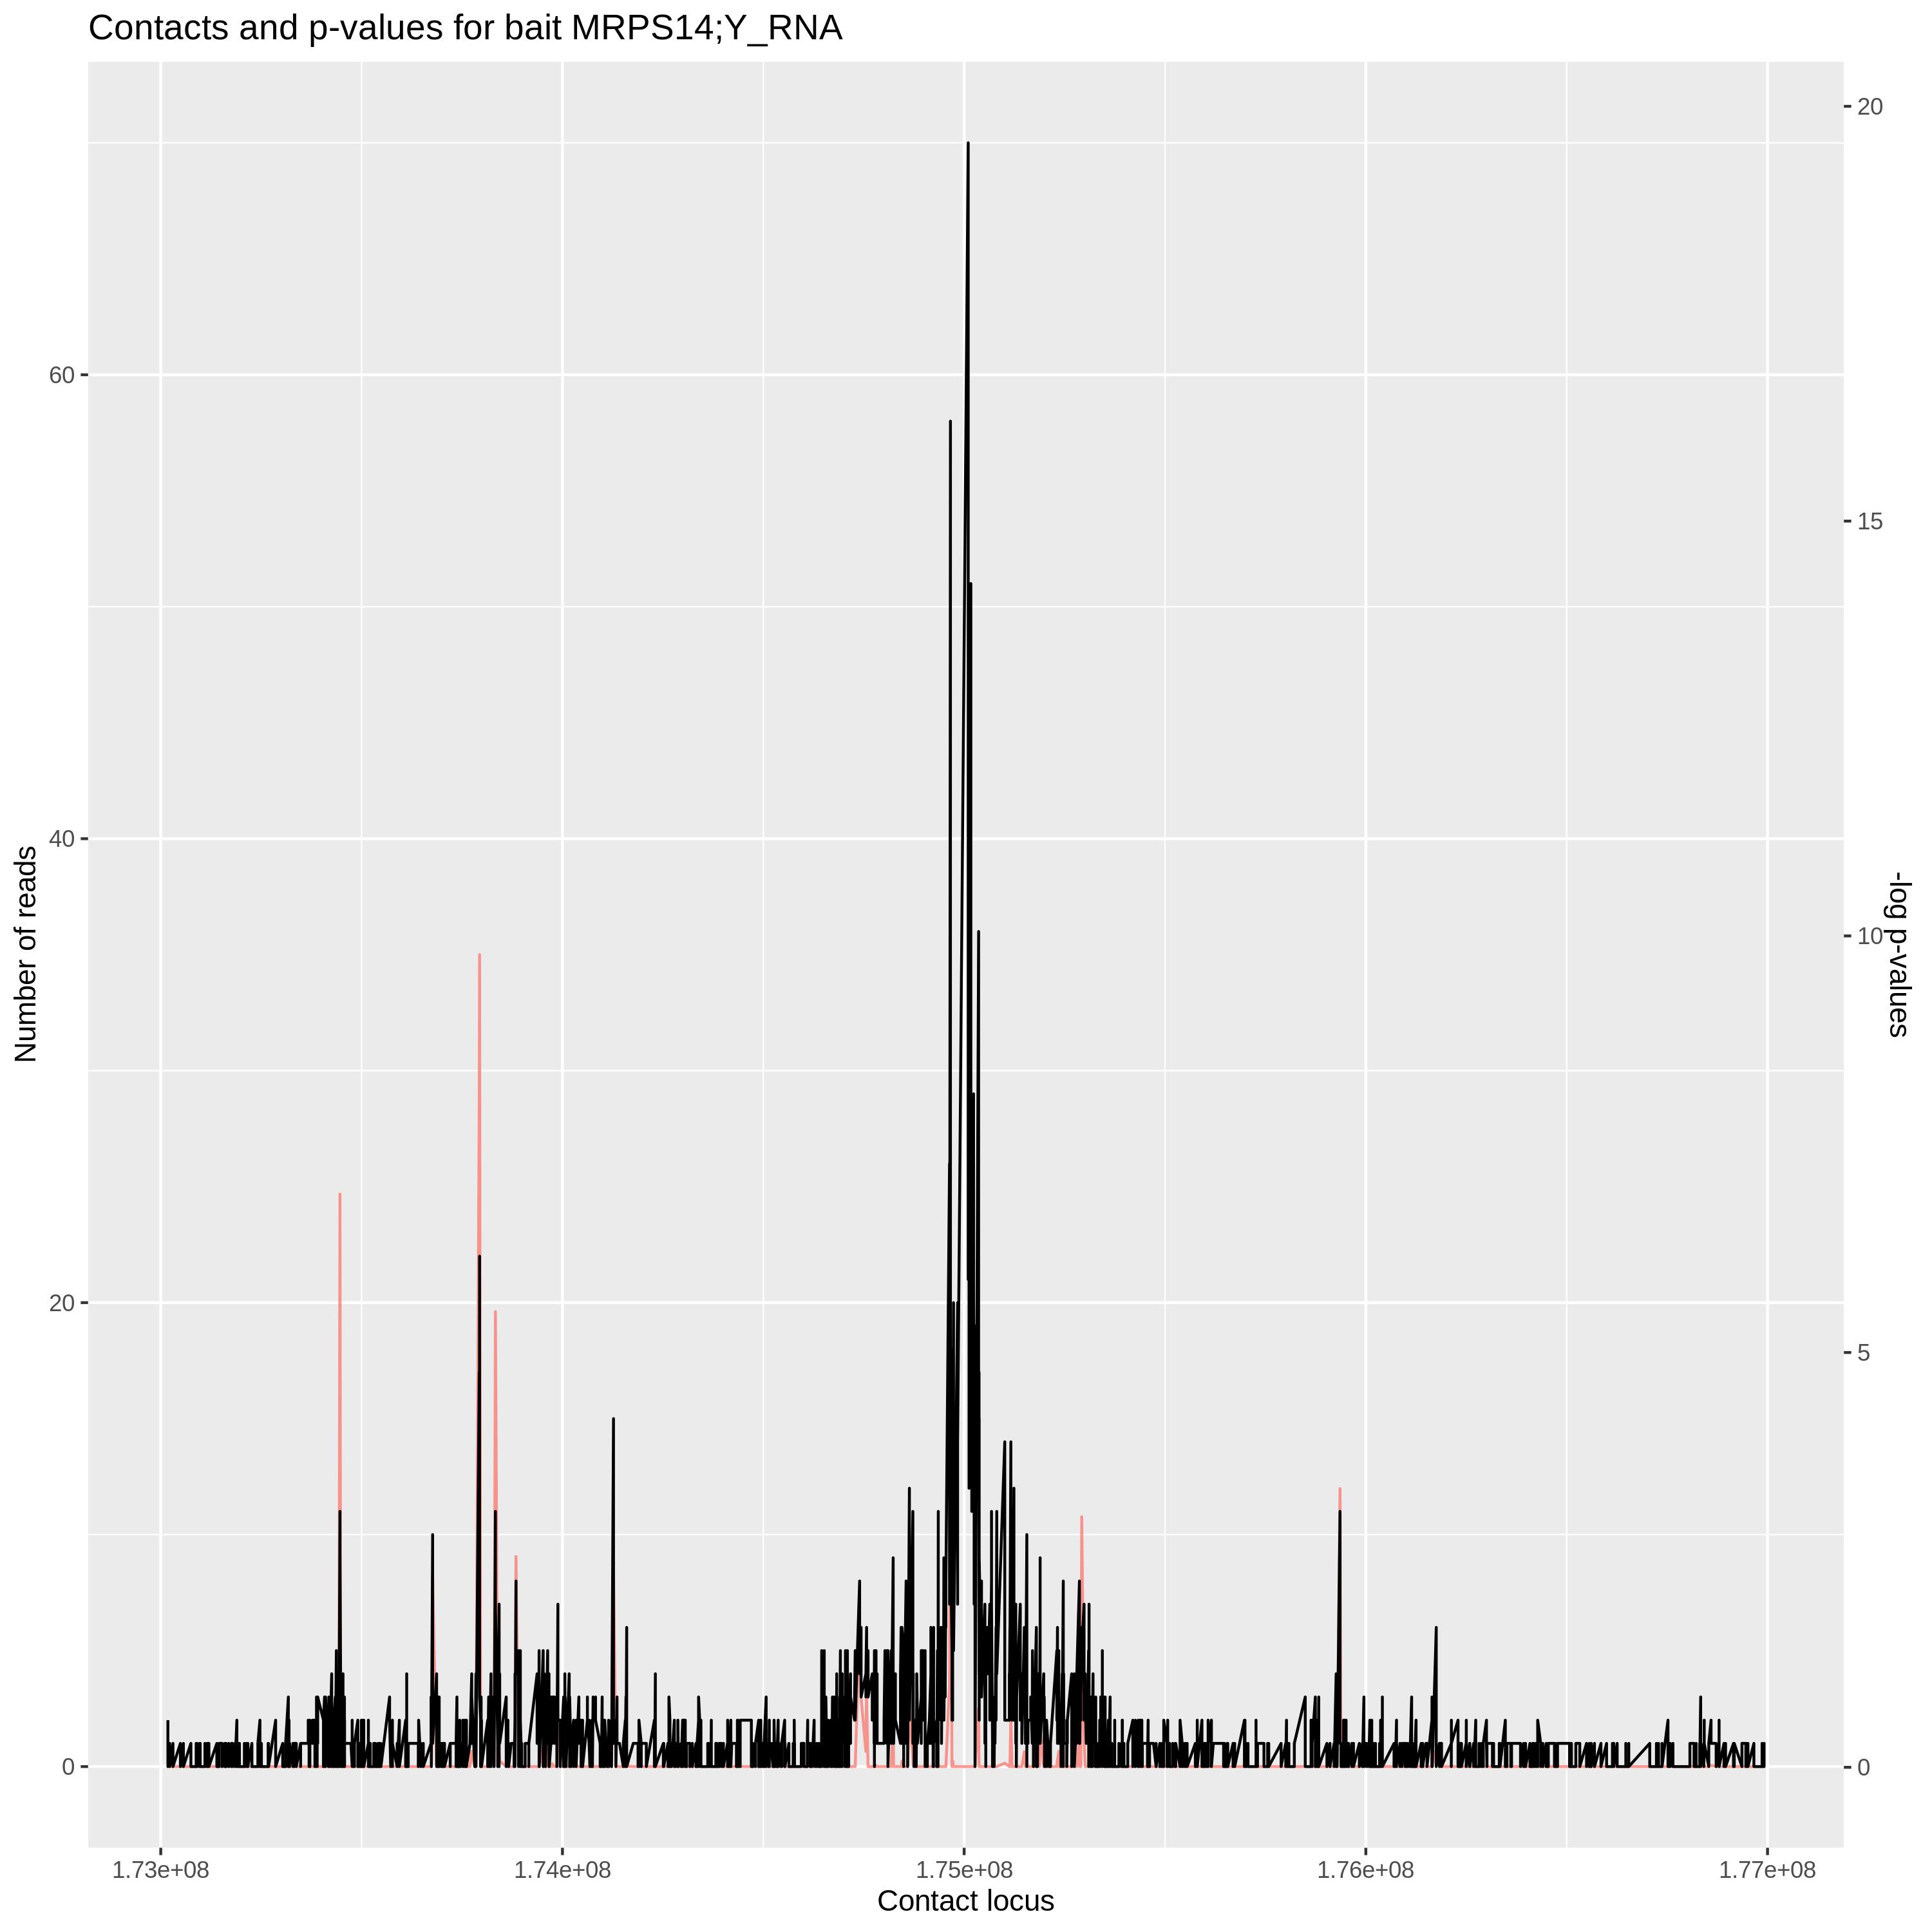 Contacts and p-values for bait MRPS14;Y_RNA
20
15
10
5
0
-log p-values
60
40
20
0
Number of reads
1.73e+08
1.74e+08
1.75e+08
1.76e+08
1.77e+08
Contact locus